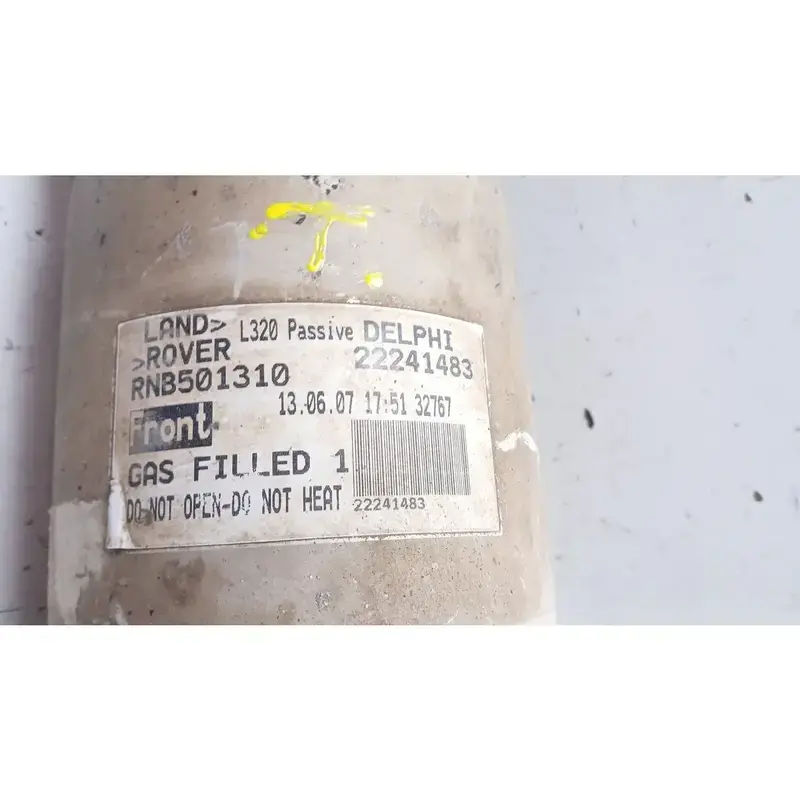 T.
LAND> L320 Passive DELPHI
>ROVER 22241483
RNB501310
13.06.07 17:51 32767
Front
GAS FILLED 1
DO NOT OPEN-DO NOT HEAT 22241483